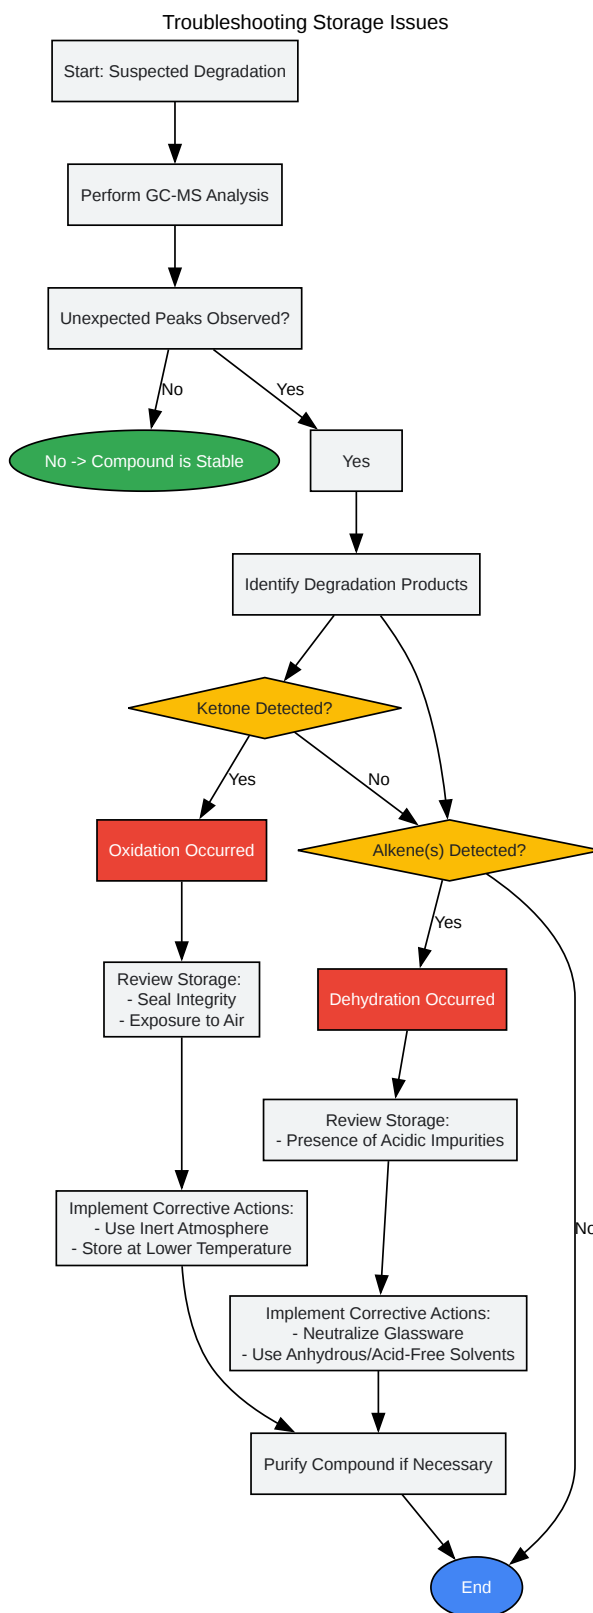 Troubleshooting Storage Issues
Start: Suspected Degradation
Perform GC-MS Analysis
Unexpected Peaks Observed?
No
Yes
No -> Compound is Stable
Yes
Identify Degradation Products
Ketone Detected?
Yes
No
Oxidation Occurred
Alkene(s) Detected?
Yes
Review Storage:
- Seal Integrity
- Exposure to Air
Dehydration Occurred
Review Storage:
- Presence of Acidic Impurities
Implement Corrective Actions:
- Use Inert Atmosphere
- Store at Lower Temperature
No
Implement Corrective Actions:
- Neutralize Glassware
- Use Anhydrous/Acid-Free Solvents
Purify Compound if Necessary
End